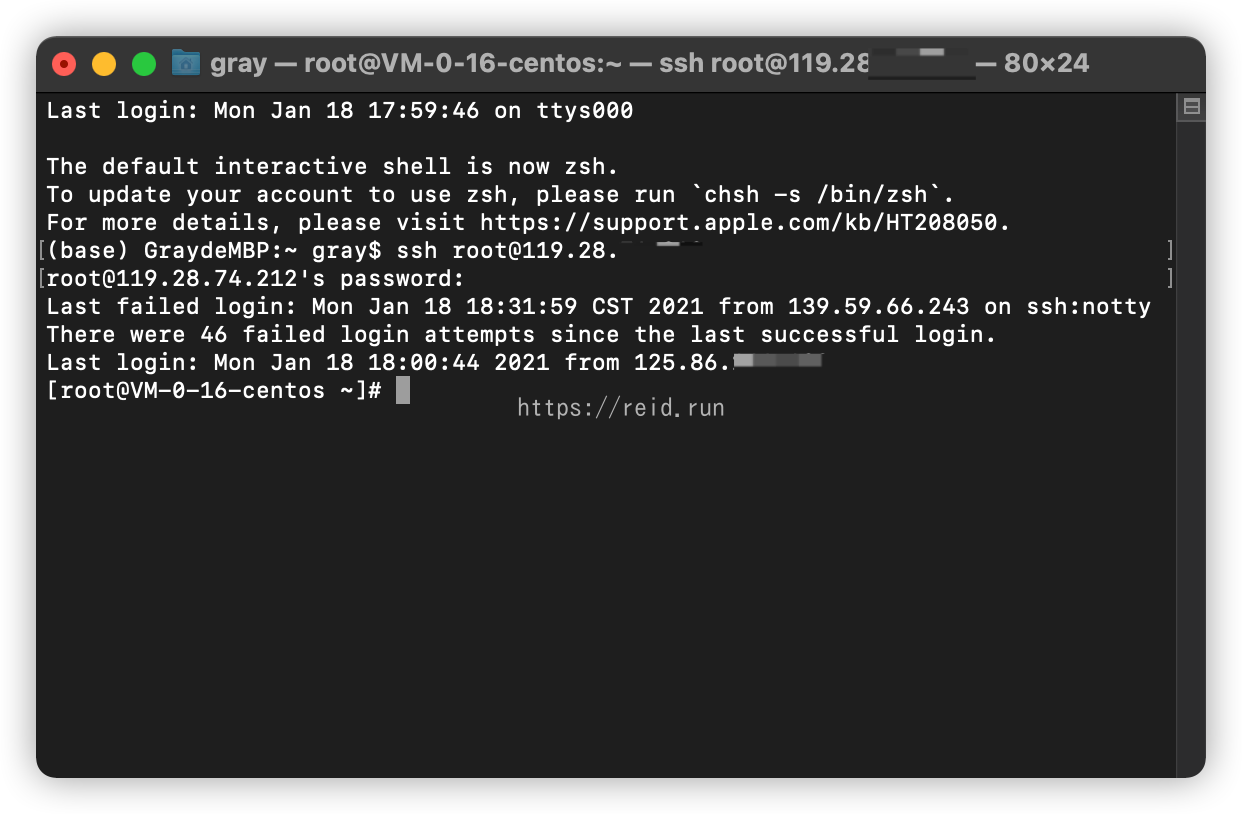 gray — root@VM-0-16-centos:~ — ssh root@119.28 — 80×24
Last login: Mon Jan 18 17:59:46 on ttys000
The default interactive shell is now zsh.
To update your account to use zsh, please run `chsh -s /bin/zsh`.
For more details, please visit https://support.apple.com/kb/HT208050.
[(base) GraydeMBP:~ gray$ ssh root@119.28. ]
[root@119.28.74.212's password: ]
Last failed login: Mon Jan 18 18:31:59 CST 2021 from 139.59.66.243 on ssh:notty
There were 46 failed login attempts since the last successful login.
Last login: Mon Jan 18 18:00:44 2021 from 125.86.
[root@VM-0-16-centos ~]#
https://reid.run